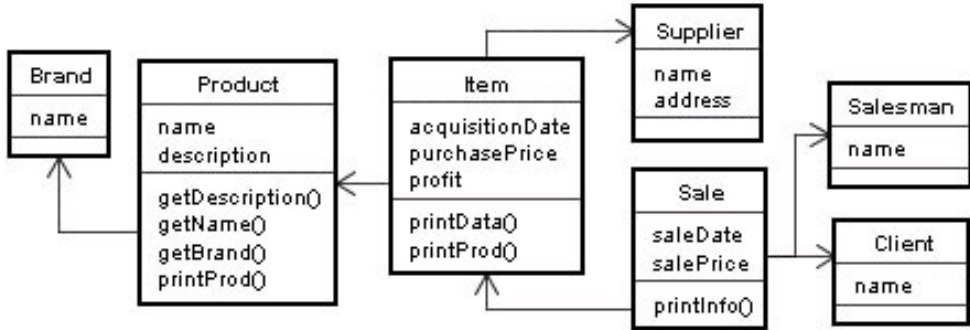 Brand
name
Product
name
description
getDescription()
getName()
getBrand()
printProd()
Item
acquisitionDate
purchasePrice
profit
printData()
printProd()
Supplier
name
address
Sale
saleDate
salePrice
printInfo()
Salesman
name
Client
name